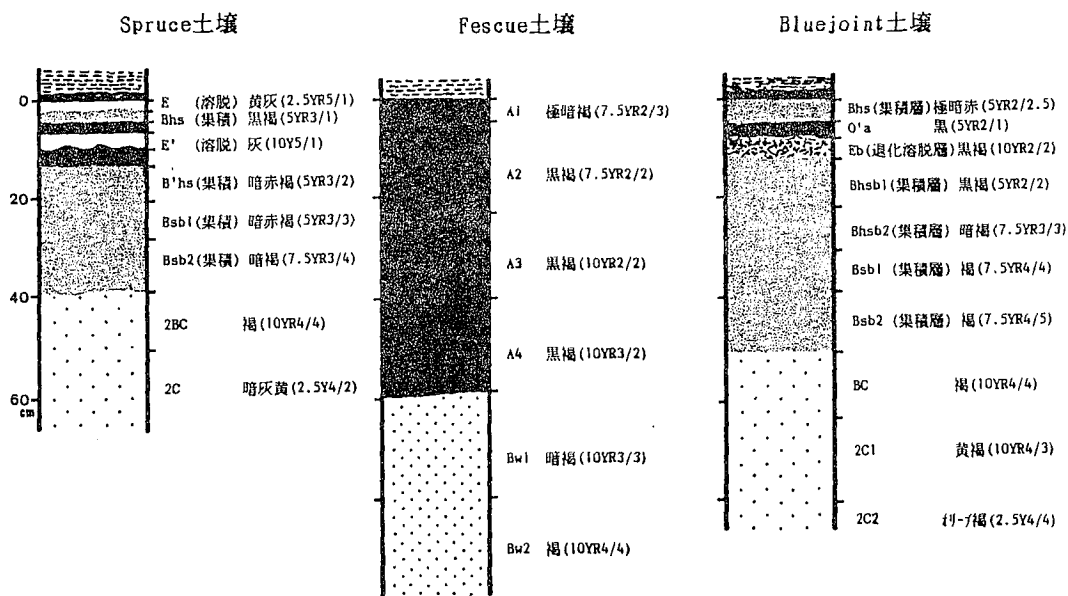 Spruce土壌
0
20
40
60
cm
E (溶脱) 黄灰(2.5YR5/1)
Bhs (集積) 黒褐(5YR3/1)
E' (溶脱) 灰(10Y5/1)
B'hs(集積) 暗赤褐(5YR3/2)
Bsb1(集積) 暗赤褐(5YR3/3)
Bsb2(集積) 暗褐(7.5YR3/4)
2BC 褐(10YR4/4)
2C 暗灰黄(2.5Y4/2)
Fescue土壌
A1 極暗褐(7.5YR2/3)
A2 黒褐(7.5YR2/2)
A3 黒褐(10YR2/2)
A4 黒褐(10YR3/2)
Bw1 暗褐(10YR3/3)
Bw2 褐(10YR4/4)
Bluejoint土壌
Bhs(集積層)極暗赤(5YR2/2.5)
O'a 黒(5YR2/1)
Eb(退化溶脱層)黒褐(10YR2/2)
Bhsb1(集積層) 黒褐(5YR2/2)
Bhsb2(集積層) 暗褐(7.5YR3/3)
Bsb1 (集積層) 褐(7.5YR4/4)
Bsb2 (集積層) 褐(7.5YR4/5)
BC 褐(10YR4/4)
2C1 黄褐(10YR4/3)
2C2 ｵﾘｰﾌﾞ褐(2.5Y4/4)